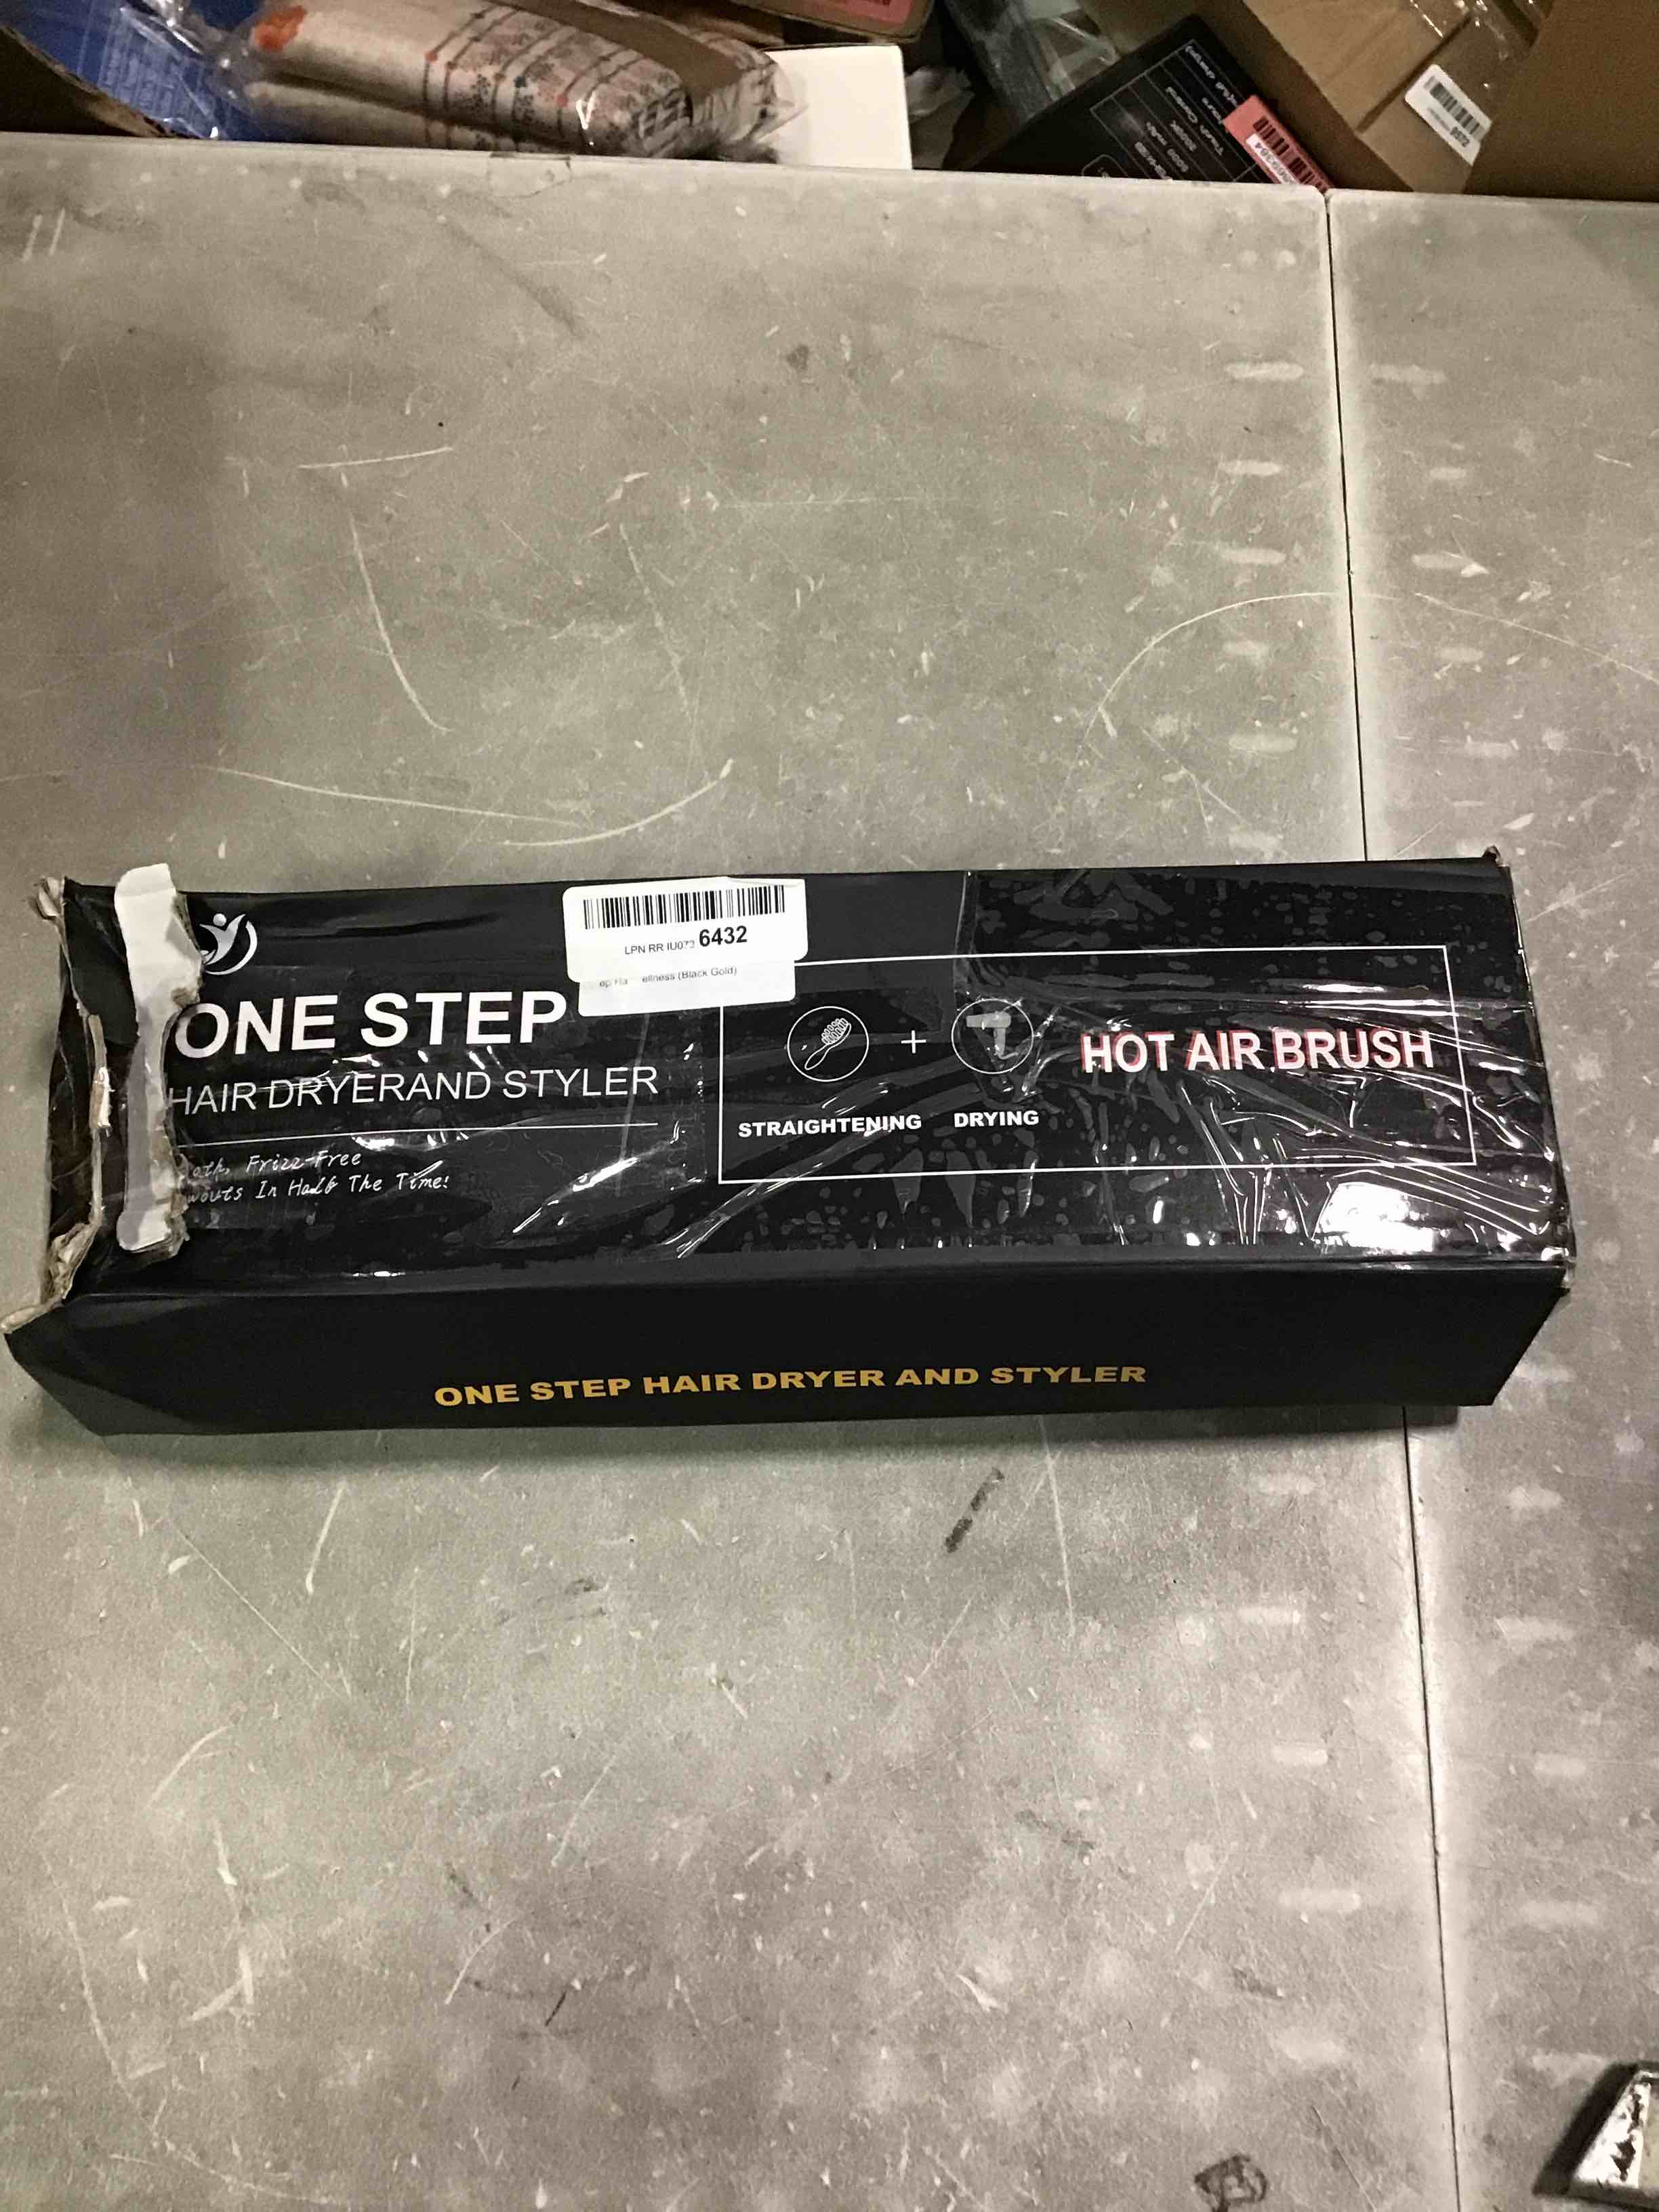 LPN RR IU073 6432
ellness (Black Gold)
ONE STEP
HAIR DRYERAND STYLER
Frizz-Free
In Half The Time!
+
HOT AIR BRUSH
STRAIGHTENING DRYING
ONE STEP HAIR DRYER AND STYLER